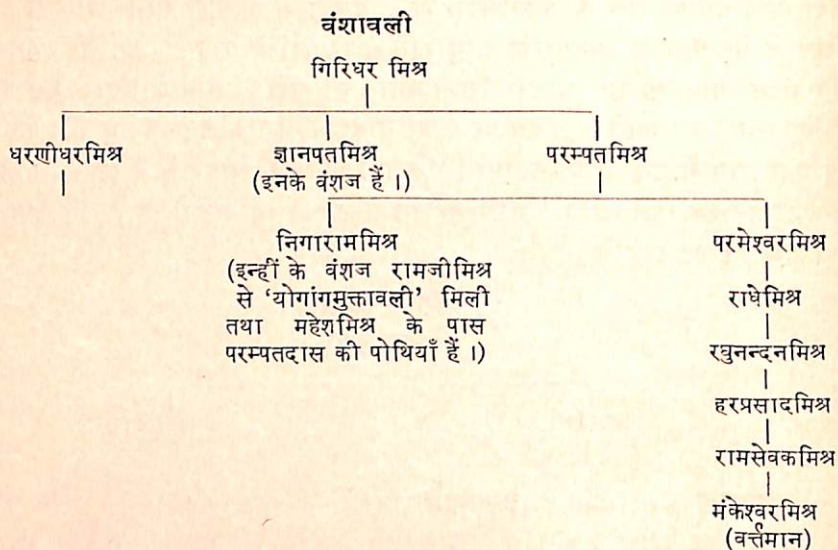 वंशावली
गिरिधर मिश्र
धरणीधरमिश्र ज्ञानपतमिश्र परम्पतमिश्र
(इनके वंशज हैं ।)
निगाराममिश्र परमेश्वरमिश्र
(इन्हीं के वंशज रामजीमिश्र
से ‘योगांगमुक्तावली’ मिली
तथा महेशमिश्र के पास
परम्पतदास की पोथियाँ हैं ।)
राधेमिश्र
रघुनन्दनमिश्र
हरप्रसादमिश्र
रामसेवकमिश्र
मंकेश्वरमिश्र
(वर्त्तमान)